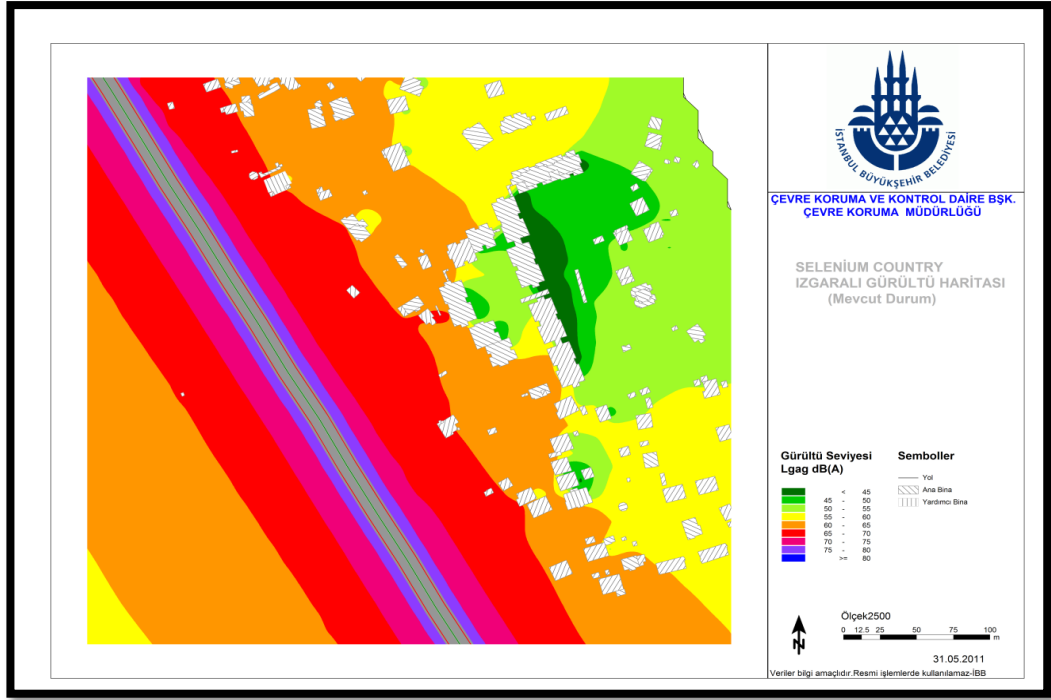 İSTANBUL BÜYÜKŞEHİR BELEDİYESİ
ÇEVRE KORUMA VE KONTROL DAİRE BŞK.
ÇEVRE KORUMA MÜDÜRLÜĞÜ
SELENİUM COUNTRY
IZGARALI GÜRÜLTÜ HARİTASI
(Mevcut Durum)
Gürültü Seviyesi
Lgag dB(A)
< 45
45 - 50
50 - 55
55 - 60
60 - 65
65 - 70
70 - 75
75 - 80
>= 80
Semboller
Yol
Ana Bina
Yardımcı Bina
N
Ölçek2500
0 12.5 25 50 75 100
m
31.05.2011
Veriler bilgi amaçlıdır.Resmi işlemlerde kullanılamaz-İBB